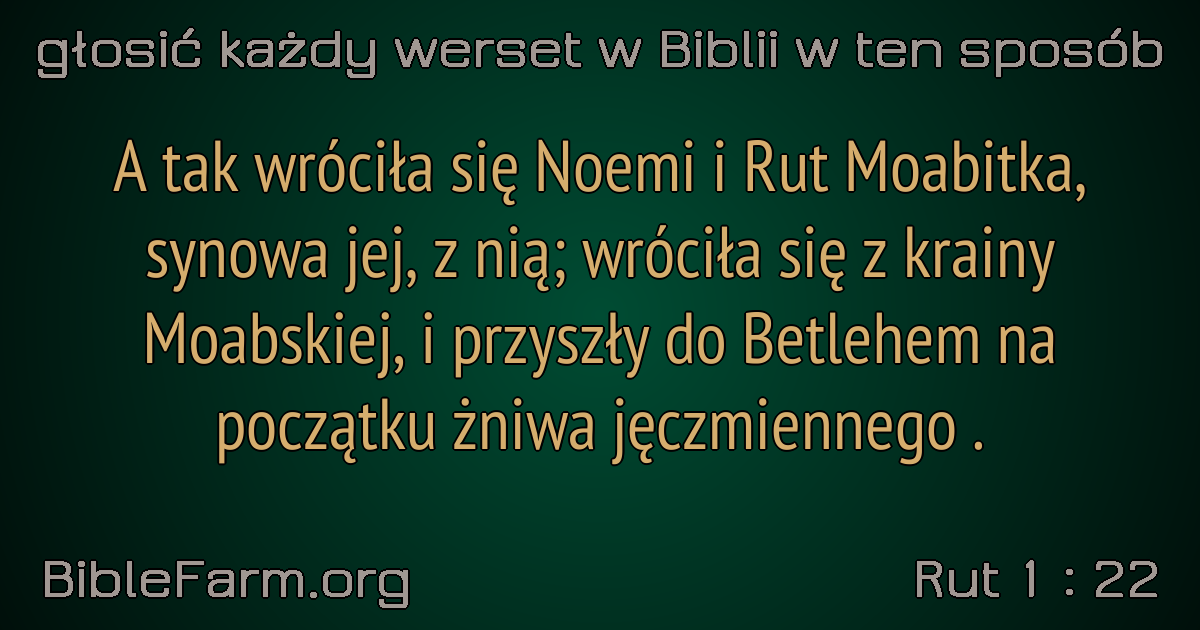 głosić każdy werset w Biblii w ten sposób
A tak wróciła się Noemi i Rut Moabitka,
synowa jej, z nią; wróciła się z krainy
Moabskiej, i przyszły do Betlehem na
początku żniwa jęczmiennego .
BibleFarm.org
Rut 1 : 22